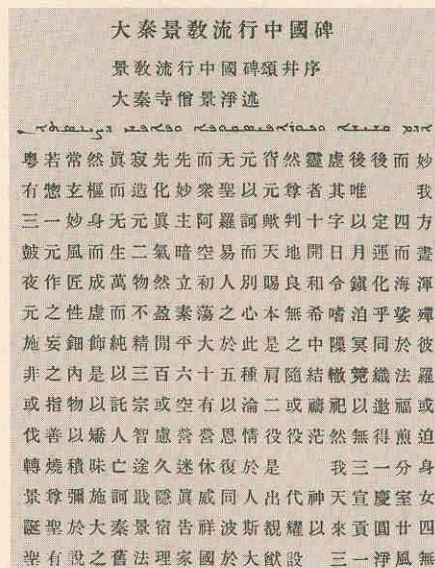 大秦景教流行中國碑
景教流行中國碑頌并序
大秦寺僧景淨述
粵若常然真寂先先而无元窅然靈虛後後而妙
有惣玄樞而造化妙衆聖以元尊者其唯 我
三一妙身无元真主阿羅訶歟判十字以定四方
鼓元風而生二氣暗空易而天地開日月運而晝
夜作匠成萬物然立初人別賜良和令鎮化海渾
元之性虛而不盈素蕩之心本無希嗜洎乎娑殫
施妄鈿飾純精閒平大於此是之中隟冥同於彼
非之內是以三百六十五種肩隨結轍竸織法羅
或指物以託宗或空有以淪二或禱祀以邀福或
伐善以矯人智慮營營恩情役役茫然無得煎迫
轉燒積昧亡途久迷休復於是 我三一分身
景尊彌施訶戢隱真威同人出代神天宣慶室女
誕聖於大秦景宿告祥波斯覩耀以來貢圓廿四
聖有說之舊法理家國於大猷設 三一淨風無